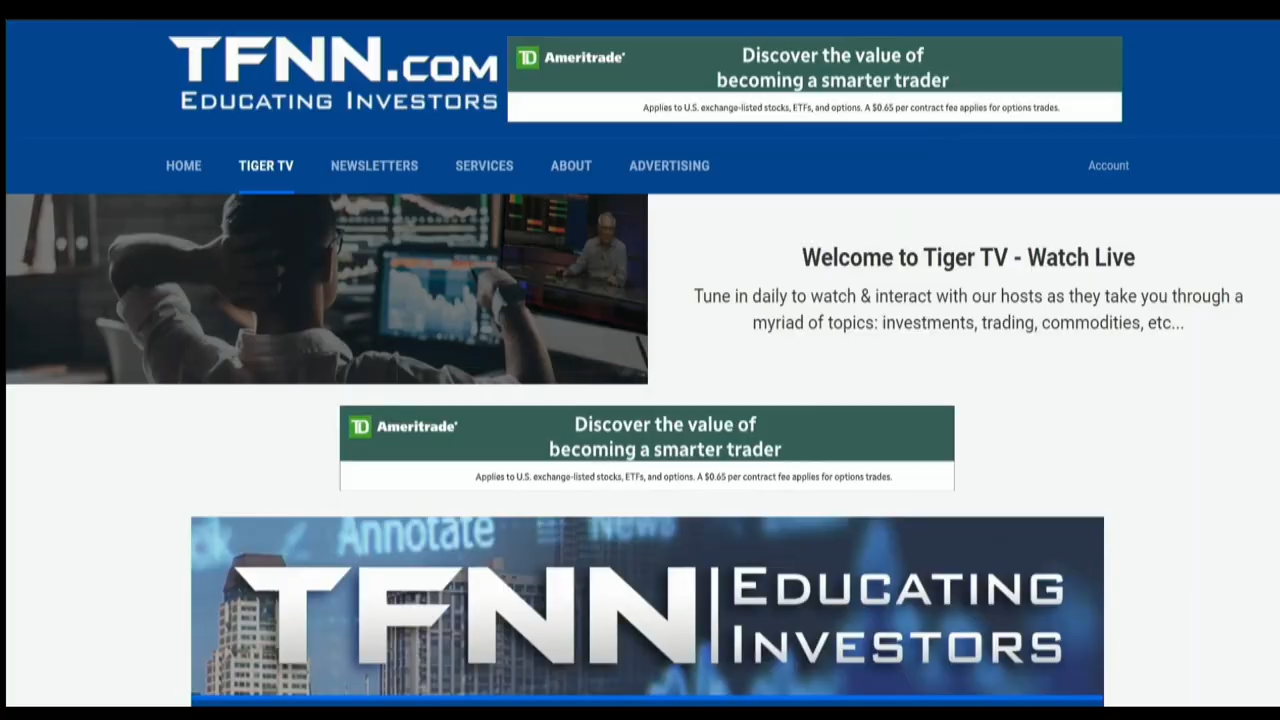 TFNN.COM
EDUCATING INVESTORS
TD Ameritrade
Discover the value of
becoming a smarter trader
Applies to U.S. exchange-listed stocks, ETFs, and options. A $0.65 per contract fee applies for options trades.
HOME TIGER TV NEWSLETTERS SERVICES ABOUT ADVERTISING Account
Welcome to Tiger TV - Watch Live
Tune in daily to watch & interact with our hosts as they take you through a
myriad of topics: investments, trading, commodities, etc...
TD Ameritrade
Discover the value of
becoming a smarter trader
Applies to U.S. exchange-listed stocks, ETFs, and options. A $0.65 per contract fee applies for options trades.
ck Annotate News
TFNN EDUCATING
INVESTORS